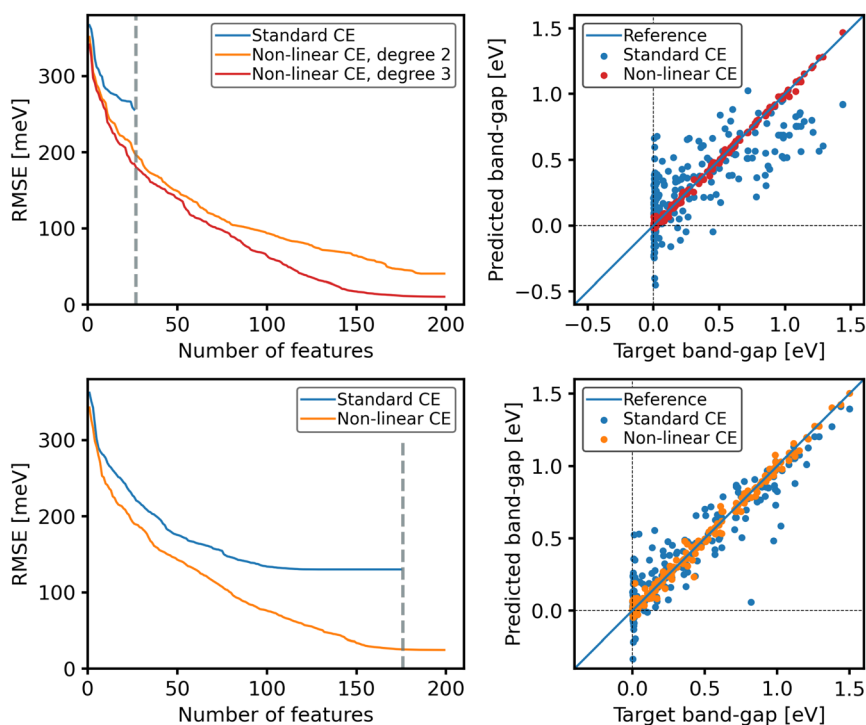 Standard CE
Non-linear CE, degree 2
Non-linear CE, degree 3
300
200
100
0
RMSE [meV]
0 50 100 150 200
Number of features
Reference
Standard CE
Non-linear CE
1.5
1.0
0.5
0.0
−0.5
Predicted band-gap [eV]
−0.5 0.0 0.5 1.0 1.5
Target band-gap [eV]
Standard CE
Non-linear CE
300
200
100
0
RMSE [meV]
0 50 100 150 200
Number of features
Reference
Standard CE
Non-linear CE
1.5
1.0
0.5
0.0
Predicted band-gap [eV]
0.0 0.5 1.0 1.5
Target band-gap [eV]